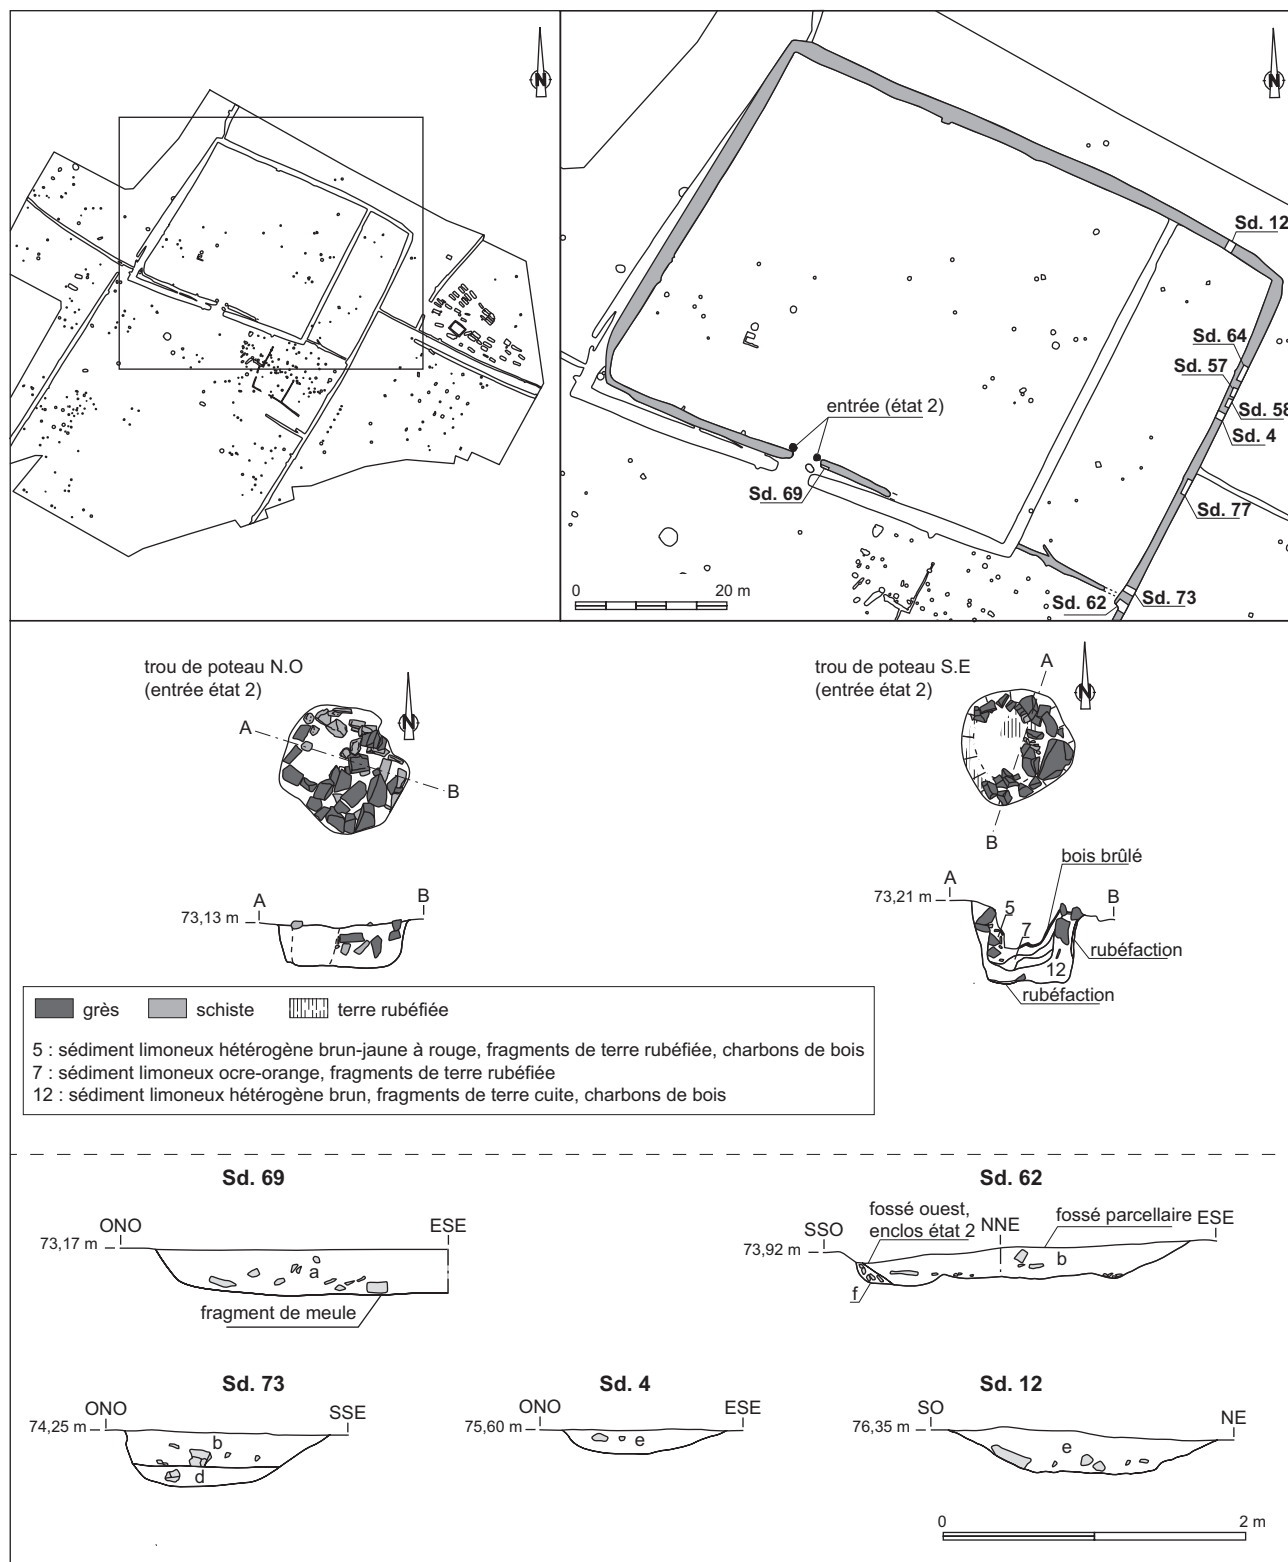 N
N
Sd. 12
Sd. 64
Sd. 57
Sd. 58
Sd. 4
entrée (état 2)
Sd. 69
Sd. 77
0 20 m
Sd. 62
Sd. 73
trou de poteau N.O
(entrée état 2)
N
A
B
A
B
73,13 m
trou de poteau S.E
(entrée état 2)
A
N
B
bois brûlé
A
B
73,21 m
5
7
12
rubéfaction
rubéfaction
grès schiste terre rubéfiée
5 : sédiment limoneux hétérogène brun-jaune à rouge, fragments de terre rubéfiée, charbons de bois
7 : sédiment limoneux ocre-orange, fragments de terre rubéfiée
12 : sédiment limoneux hétérogène brun, fragments de terre cuite, charbons de bois
Sd. 69
ONO ESE
73,17 m
a
fragment de meule
Sd. 62
fossé ouest,
enclos état 2
SSO NNE fossé parcellaire ESE
73,92 m
b
f
Sd. 73
ONO SSE
74,25 m
b
d
Sd. 4
ONO ESE
75,60 m
e
Sd. 12
SO NE
76,35 m
e
0 2 m